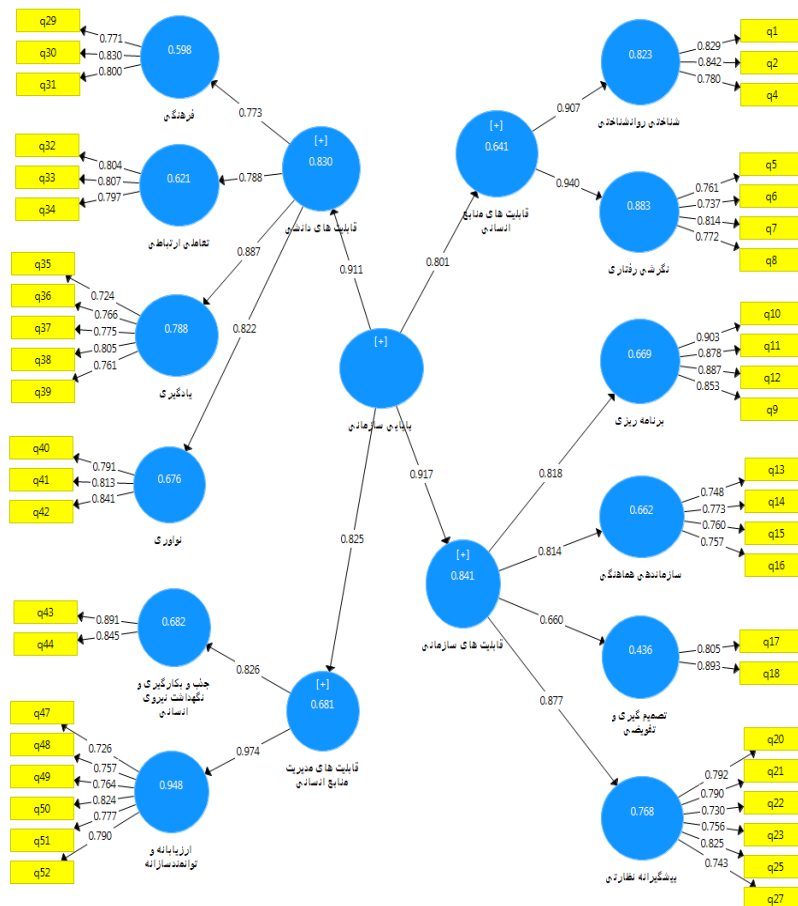 q29
q30
q31
0.771
0.830
0.800
0.598
فرهنگی
0.773
q32
q33
q34
0.804
0.807
0.797
0.621
تعاملی ارتباطی
0.788
[+]
0.830
قابلیت های دانشی
q35
q36
q37
q38
q39
0.724
0.766
0.775
0.805
0.761
0.788
یادگیری
0.887
0.822
q40
q41
q42
0.791
0.813
0.841
0.676
نواوری
0.911
0.801
[+]
پایایی سازمانی
0.825
0.917
q43
q44
0.891
0.845
0.682
جذب و بکارگیری و
نگهداشت نیروی
انسانی
0.826
[+]
0.681
قابلیت های مدیریت
منابع انسانی
0.974
q47
q48
q49
q50
q51
q52
0.726
0.757
0.764
0.824
0.777
0.790
0.948
ارزیابانه و
توانمندسازانه
[+]
0.641
قابلیت های منابع
انسانی
0.907
0.940
0.823
شناختی روانشناختی
0.829
0.842
0.780
q1
q2
q4
0.883
نگرشی رفتاری
0.761
0.737
0.814
0.772
q5
q6
q7
q8
0.669
برنامه ریزی
0.903
0.878
0.887
0.853
q10
q11
q12
q9
0.818
0.814
0.660
0.877
[+]
0.841
قابلیت های سازمانی
0.662
سازماندهی هماهنگی
0.748
0.773
0.760
0.757
q13
q14
q15
q16
0.436
تصمیم گیری و
تفویضی
0.805
0.893
q17
q18
0.768
پیشگیرانه نظارتی
0.792
0.790
0.730
0.756
0.825
0.743
q20
q21
q22
q23
q25
q27